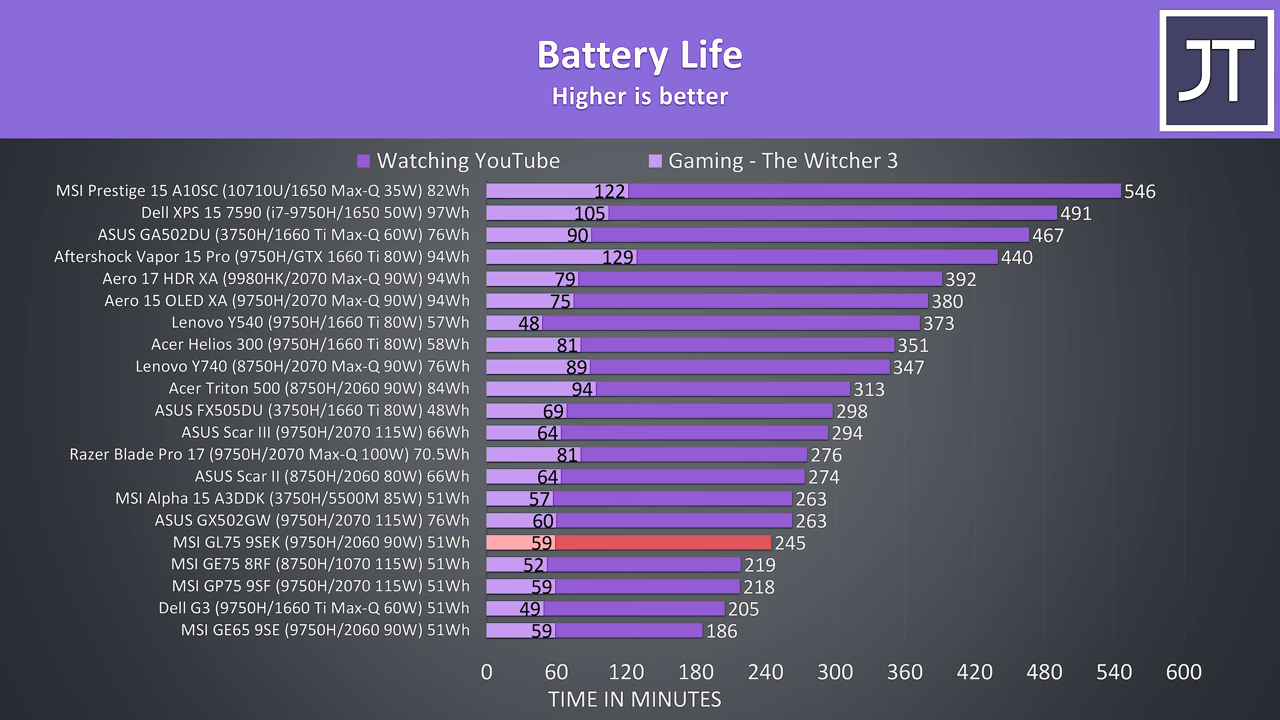 Battery Life
Higher is better
JT
Watching YouTube Gaming - The Witcher 3
MSI Prestige 15 A10SC (10710U/1650 Max-Q 35W) 82Wh 122 546
Dell XPS 15 7590 (i7-9750H/1650 50W) 97Wh 105 491
ASUS GA502DU (3750H/1660 Ti Max-Q 60W) 76Wh 90 467
Aftershock Vapor 15 Pro (9750H/GTX 1660 Ti 80W) 94Wh 129 440
Aero 17 HDR XA (9980HK/2070 Max-Q 90W) 94Wh 79 392
Aero 15 OLED XA (9750H/2070 Max-Q 90W) 94Wh 75 380
Lenovo Y540 (9750H/1660 Ti 80W) 57Wh 48 373
Acer Helios 300 (9750H/1660 Ti 80W) 58Wh 81 351
Lenovo Y740 (8750H/2070 Max-Q 90W) 76Wh 89 347
Acer Triton 500 (8750H/2060 90W) 84Wh 94 313
ASUS FX505DU (3750H/1660 Ti 80W) 48Wh 69 298
ASUS Scar III (9750H/2070 115W) 66Wh 64 294
Razer Blade Pro 17 (9750H/2070 Max-Q 100W) 70.5Wh 81 276
ASUS Scar II (8750H/2060 80W) 66Wh 64 274
MSI Alpha 15 A3DDK (3750H/5500M 85W) 51Wh 57 263
ASUS GX502GW (9750H/2070 115W) 76Wh 60 263
MSI GL75 9SEK (9750H/2060 90W) 51Wh 59 245
MSI GE75 8RF (8750H/1070 115W) 51Wh 52 219
MSI GP75 9SF (9750H/2070 115W) 51Wh 59 218
Dell G3 (9750H/1660 Ti Max-Q 60W) 51Wh 49 205
MSI GE65 9SE (9750H/2060 90W) 51Wh 59 186
0 60 120 180 240 300 360 420 480 540 600
TIME IN MINUTES